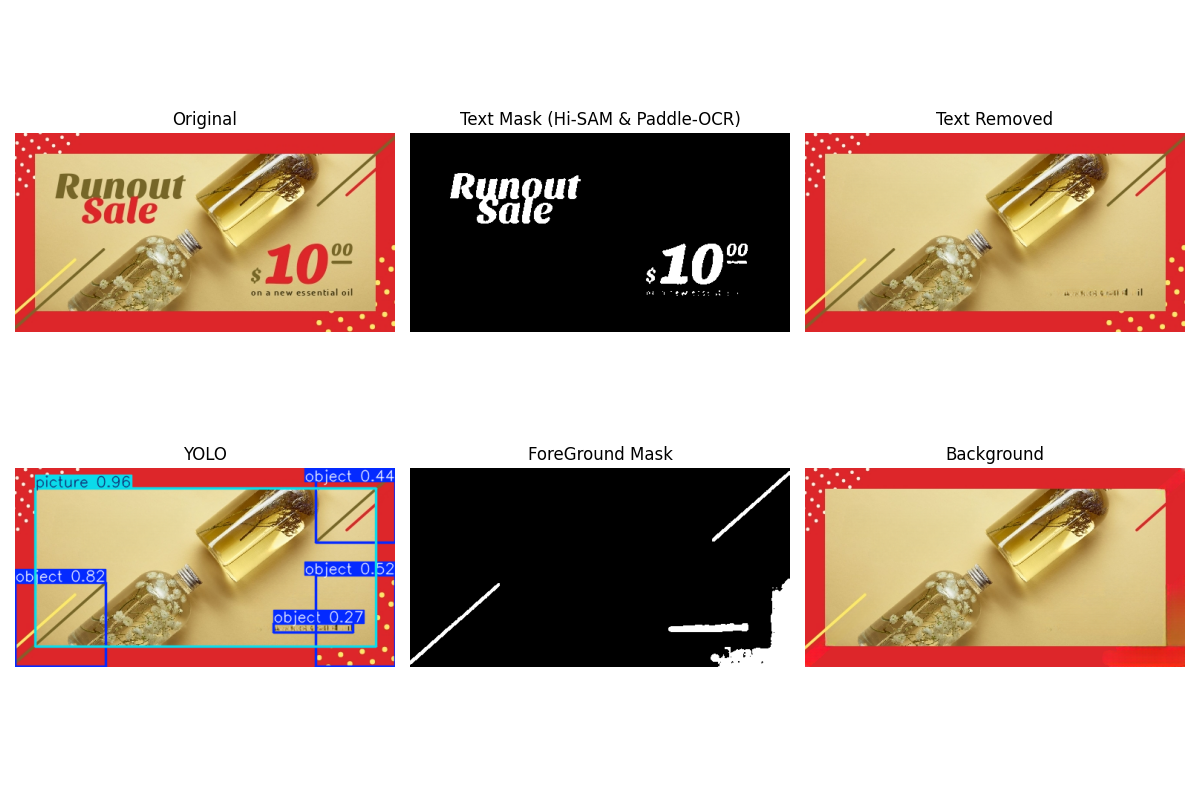 Original
Text Mask (Hi-SAM & Paddle-OCR)
Text Removed
Runout
Sale
$1000
on a new essential oil
Runout
Sale
$1000
YOLO
ForeGround Mask
Background
picture 0.96
object 0.44
object 0.82
object 0.52
object 0.27